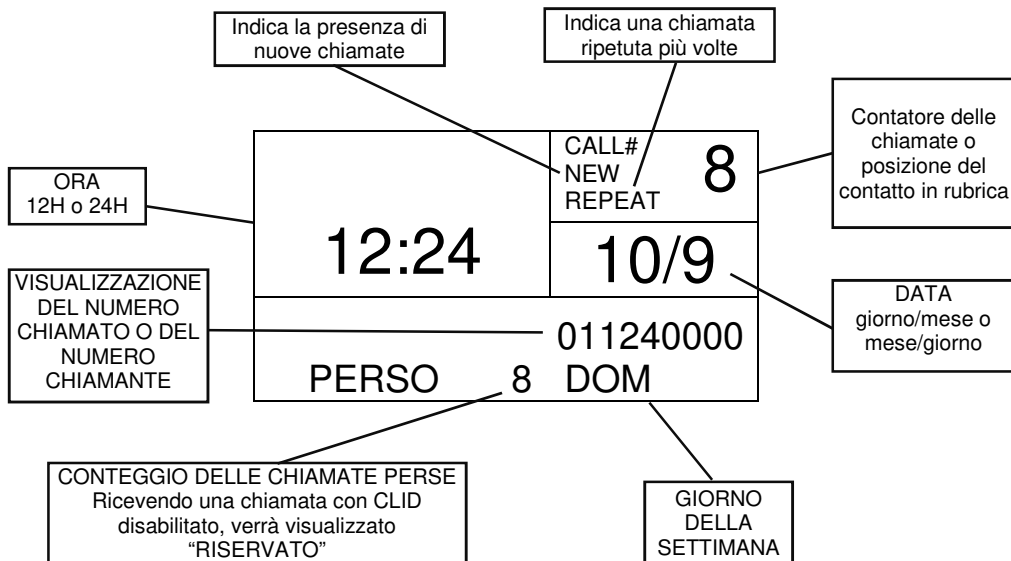 Indica la presenza di
nuove chiamate
Indica una chiamata
ripetuta più volte
Contatore delle
chiamate o
posizione del
contatto in rubrica
ORA
12H o 24H
CALL#
NEW
REPEAT
8
12:24
10/9
VISUALIZZAZIONE
DEL NUMERO
CHIAMATO O DEL
NUMERO
CHIAMANTE
DATA
giorno/mese o
mese/giorno
011240000
PERSO 8 DOM
CONTEGGIO DELLE CHIAMATE PERSE
Ricevendo una chiamata con CLID
disabilitato, verrà visualizzato
“RISERVATO”
GIORNO
DELLA
SETTIMANA